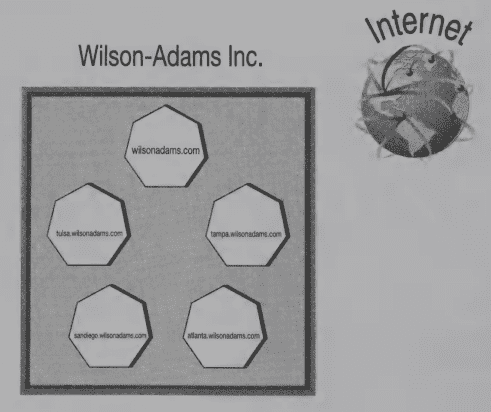 Internet
Wilson-Adams Inc.
wilsonadams.com
tulsa.wilsonadams.com
tampa.wilsonadams.com
sandiego.wilsonadams.com
atlanta.wilsonadams.com